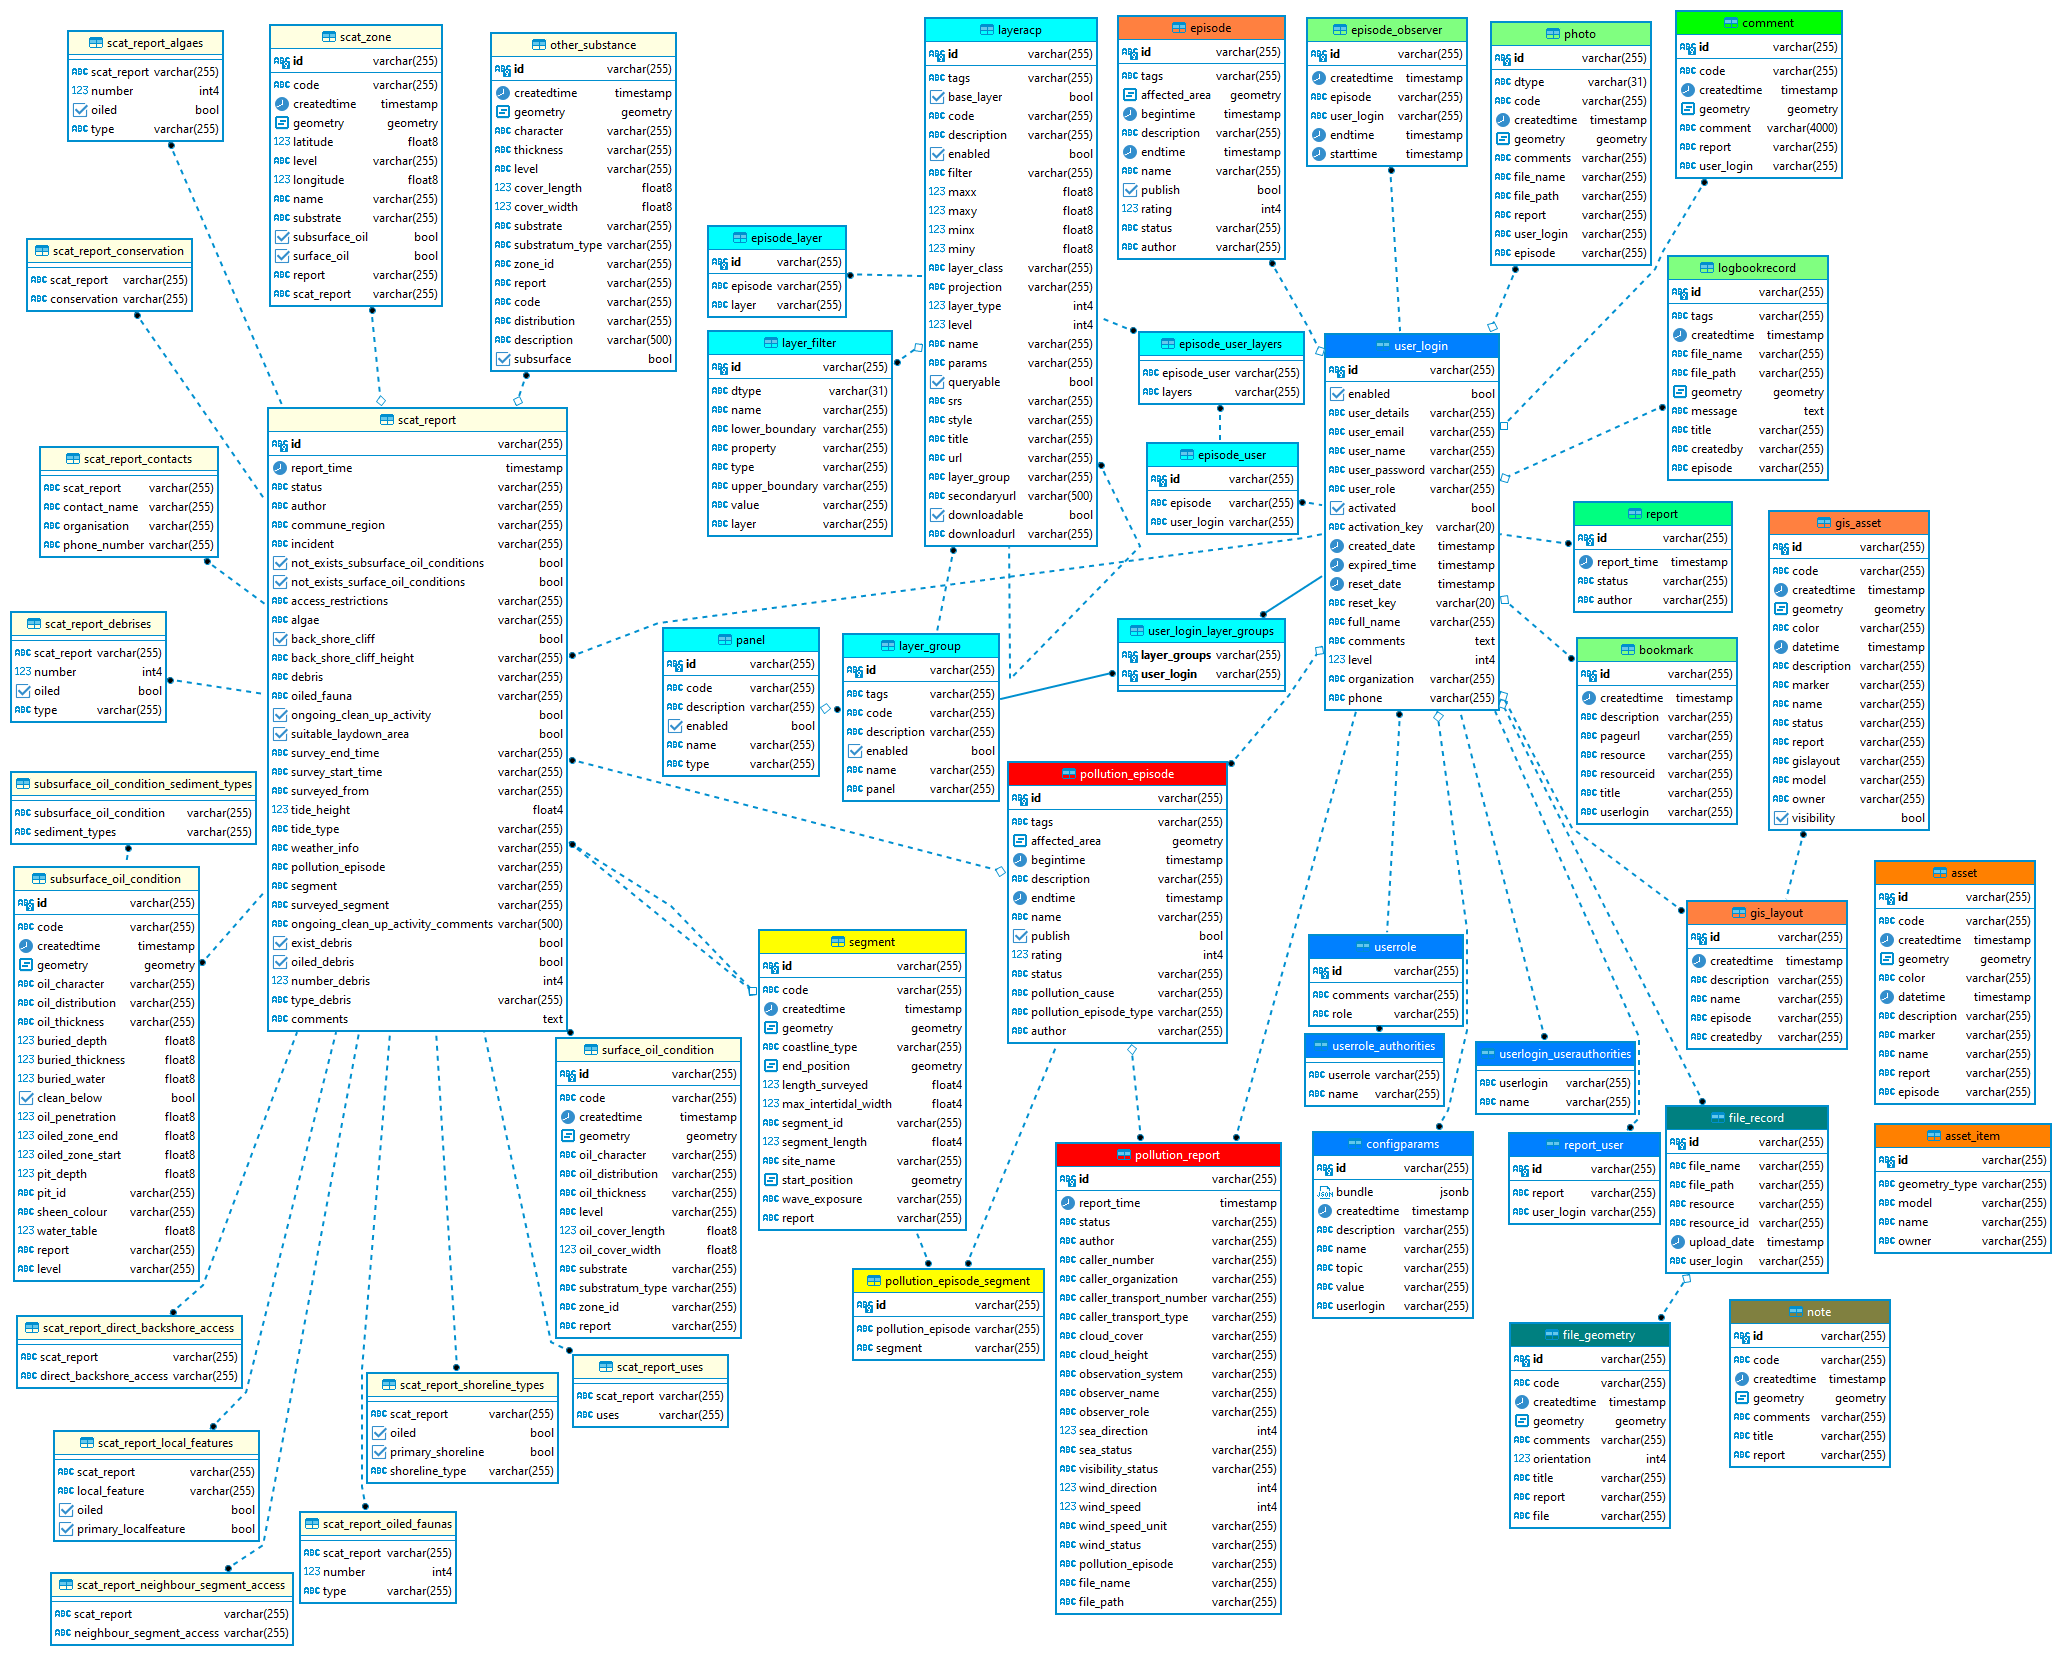 scat_report_algaes
scat_report varchar(255)
number int4
oiled bool
type varchar(255)
scat_zone
id varchar(255)
code varchar(255)
createdtime timestamp
geometry geometry
latitude float8
level varchar(255)
longitude float8
name varchar(255)
substrate varchar(255)
subsurface_oil bool
surface_oil bool
report varchar(255)
scat_report varchar(255)
other_substance
id varchar(255)
createdtime timestamp
geometry geometry
character varchar(255)
thickness varchar(255)
level varchar(255)
cover_length float8
cover_width float8
substrate varchar(255)
substratum_type varchar(255)
zone_id varchar(255)
report varchar(255)
code varchar(255)
distribution varchar(255)
description varchar(500)
subsurface bool
layeracp
id varchar(255)
tags varchar(255)
base_layer bool
code varchar(255)
description varchar(255)
enabled bool
filter varchar(255)
maxx float8
maxy float8
minx float8
miny float8
layer_class varchar(255)
projection varchar(255)
layer_type int4
level int4
name varchar(255)
params varchar(255)
queryable bool
srs varchar(255)
style varchar(255)
title varchar(255)
url varchar(255)
layer_group varchar(255)
secondaryurl varchar(500)
downloadable bool
downloadurl varchar(255)
episode
id varchar(255)
tags varchar(255)
affected_area geometry
begintime timestamp
description varchar(255)
endtime timestamp
name varchar(255)
publish bool
rating int4
status varchar(255)
author varchar(255)
episode_observer
id varchar(255)
createdtime timestamp
episode varchar(255)
user_login varchar(255)
endtime timestamp
starttime timestamp
photo
id varchar(255)
dtype varchar(31)
code varchar(255)
createdtime timestamp
geometry geometry
comments varchar(255)
file_name varchar(255)
file_path varchar(255)
report varchar(255)
user_login varchar(255)
episode varchar(255)
comment
id varchar(255)
code varchar(255)
createdtime timestamp
geometry geometry
comment varchar(4000)
report varchar(255)
user_login varchar(255)
scat_report_conservation
scat_report varchar(255)
conservation varchar(255)
episode_layer
id varchar(255)
episode varchar(255)
layer varchar(255)
layer_filter
id varchar(255)
dtype varchar(31)
name varchar(255)
lower_boundary varchar(255)
property varchar(255)
type varchar(255)
upper_boundary varchar(255)
value varchar(255)
layer varchar(255)
episode_user_layers
episode_user varchar(255)
layers varchar(255)
episode_user
id varchar(255)
episode varchar(255)
user_login varchar(255)
user_login
id varchar(255)
enabled bool
user_details varchar(255)
user_email varchar(255)
user_name varchar(255)
user_password varchar(255)
user_role varchar(255)
activated bool
activation_key varchar(20)
created_date timestamp
expired_time timestamp
reset_date timestamp
reset_key varchar(20)
full_name varchar(255)
comments text
level int4
organization varchar(255)
phone varchar(255)
logbookrecord
id varchar(255)
tags varchar(255)
createdtime timestamp
file_name varchar(255)
file_path varchar(255)
geometry geometry
message text
title varchar(255)
createdby varchar(255)
episode varchar(255)
scat_report
id varchar(255)
report_time timestamp
status varchar(255)
author varchar(255)
commune_region varchar(255)
incident varchar(255)
not_exists_subsurface_oil_conditions bool
not_exists_surface_oil_conditions bool
access_restrictions varchar(255)
algae varchar(255)
back_shore_cliff bool
back_shore_cliff_height varchar(255)
debris varchar(255)
oiled_fauna varchar(255)
ongoing_clean_up_activity bool
suitable_laydown_area bool
survey_end_time varchar(255)
survey_start_time varchar(255)
surveyed_from varchar(255)
tide_height float4
tide_type varchar(255)
weather_info varchar(255)
pollution_episode varchar(255)
segment varchar(255)
surveyed_segment varchar(255)
ongoing_clean_up_activity_comments varchar(500)
exist_debris bool
oiled_debris bool
number_debris int4
type_debris varchar(255)
comments text
scat_report_contacts
scat_report varchar(255)
contact_name varchar(255)
organisation varchar(255)
phone_number varchar(255)
scat_report_debrises
scat_report varchar(255)
number int4
oiled bool
type varchar(255)
report
id varchar(255)
report_time timestamp
status varchar(255)
author varchar(255)
gis_asset
id varchar(255)
code varchar(255)
createdtime timestamp
geometry geometry
color varchar(255)
datetime timestamp
description varchar(255)
marker varchar(255)
name varchar(255)
status varchar(255)
report varchar(255)
gislayout varchar(255)
model varchar(255)
owner varchar(255)
visibility bool
panel
id varchar(255)
code varchar(255)
description varchar(255)
enabled bool
name varchar(255)
type varchar(255)
layer_group
id varchar(255)
tags varchar(255)
code varchar(255)
description varchar(255)
enabled bool
name varchar(255)
panel varchar(255)
user_login_layer_groups
layer_groups varchar(255)
user_login varchar(255)
bookmark
id varchar(255)
createdtime timestamp
description varchar(255)
pageurl varchar(255)
resource varchar(255)
resourceid varchar(255)
title varchar(255)
userlogin varchar(255)
subsurface_oil_condition_sediment_types
subsurface_oil_condition varchar(255)
sediment_types varchar(255)
subsurface_oil_condition
id varchar(255)
code varchar(255)
createdtime timestamp
geometry geometry
oil_character varchar(255)
oil_distribution varchar(255)
oil_thickness varchar(255)
buried_depth float8
buried_thickness float8
buried_water float8
clean_below bool
oil_penetration float8
oiled_zone_end float8
oiled_zone_start float8
pit_depth float8
pit_id varchar(255)
sheen_colour varchar(255)
water_table float8
report varchar(255)
level varchar(255)
pollution_episode
id varchar(255)
tags varchar(255)
affected_area geometry
begintime timestamp
description varchar(255)
endtime timestamp
name varchar(255)
publish bool
rating int4
status varchar(255)
pollution_cause varchar(255)
pollution_episode_type varchar(255)
author varchar(255)
segment
id varchar(255)
code varchar(255)
createdtime timestamp
geometry geometry
coastline_type varchar(255)
end_position geometry
length_surveyed float4
max_intertidal_width float4
segment_id varchar(255)
segment_length float4
site_name varchar(255)
start_position geometry
wave_exposure varchar(255)
report varchar(255)
userrole
id varchar(255)
comments varchar(255)
role varchar(255)
userrole_authorities
userrole varchar(255)
name varchar(255)
userlogin_userauthorities
userlogin varchar(255)
name varchar(255)
gis_layout
id varchar(255)
createdtime timestamp
description varchar(255)
name varchar(255)
episode varchar(255)
createdby varchar(255)
asset
id varchar(255)
code varchar(255)
createdtime timestamp
geometry geometry
color varchar(255)
datetime timestamp
description varchar(255)
marker varchar(255)
name varchar(255)
report varchar(255)
episode varchar(255)
surface_oil_condition
id varchar(255)
code varchar(255)
createdtime timestamp
geometry geometry
oil_character varchar(255)
oil_distribution varchar(255)
oil_thickness varchar(255)
level varchar(255)
oil_cover_length float8
oil_cover_width float8
substrate varchar(255)
substratum_type varchar(255)
zone_id varchar(255)
report varchar(255)
pollution_episode_segment
id varchar(255)
pollution_episode varchar(255)
segment varchar(255)
pollution_report
id varchar(255)
report_time timestamp
status varchar(255)
author varchar(255)
caller_number varchar(255)
caller_organization varchar(255)
caller_transport_number varchar(255)
caller_transport_type varchar(255)
cloud_cover varchar(255)
cloud_height varchar(255)
observation_system varchar(255)
observer_name varchar(255)
observer_role varchar(255)
sea_direction int4
sea_status varchar(255)
visibility_status varchar(255)
wind_direction int4
wind_speed int4
wind_speed_unit varchar(255)
wind_status varchar(255)
pollution_episode varchar(255)
file_name varchar(255)
file_path varchar(255)
configparams
id varchar(255)
bundle jsonb
createdtime timestamp
description varchar(255)
name varchar(255)
topic varchar(255)
value varchar(255)
userlogin varchar(255)
report_user
id varchar(255)
report varchar(255)
user_login varchar(255)
file_record
id varchar(255)
file_name varchar(255)
file_path varchar(255)
resource varchar(255)
resource_id varchar(255)
upload_date timestamp
user_login varchar(255)
asset_item
id varchar(255)
geometry_type varchar(255)
model varchar(255)
name varchar(255)
owner varchar(255)
file_geometry
id varchar(255)
code varchar(255)
createdtime timestamp
geometry geometry
comments varchar(255)
orientation int4
title varchar(255)
report varchar(255)
file varchar(255)
note
id varchar(255)
code varchar(255)
createdtime timestamp
geometry geometry
comments varchar(255)
title varchar(255)
report varchar(255)
scat_report_direct_backshore_access
scat_report varchar(255)
direct_backshore_access varchar(255)
scat_report_shoreline_types
scat_report varchar(255)
oiled bool
primary_shoreline bool
shoreline_type varchar(255)
scat_report_uses
scat_report varchar(255)
uses varchar(255)
scat_report_local_features
scat_report varchar(255)
local_feature varchar(255)
oiled bool
primary_localfeature bool
scat_report_oiled_faunas
scat_report varchar(255)
number int4
type varchar(255)
scat_report_neighbour_segment_access
scat_report varchar(255)
neighbour_segment_access varchar(255)